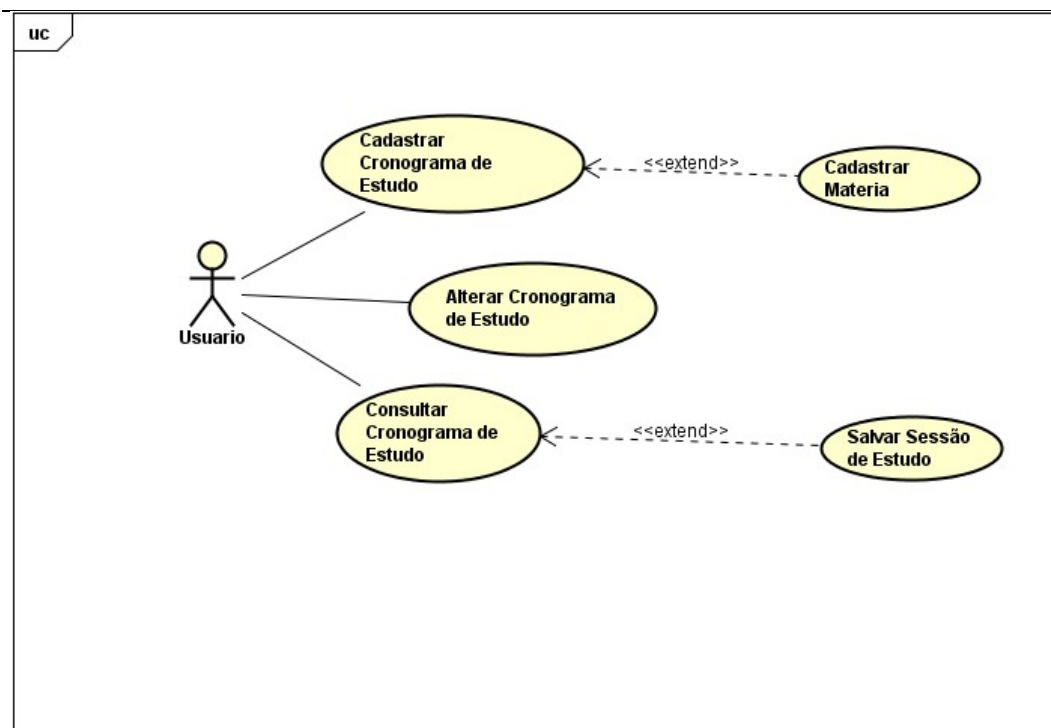 uc
Cadastrar
Cronograma de
Estudo
<<extend>>
Cadastrar
Materia
Usuario
Alterar Cronograma
de Estudo
Consultar
Cronograma de
Estudo
<<extend>>
Salvar Sessão
de Estudo